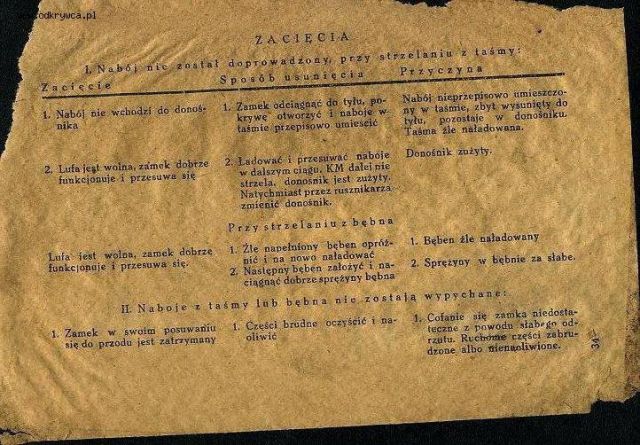 ZACIĘCIA
I. Nabój nie został doprowadzony, przy strzelaniu z taśmy:
Zacięcie Sposób usunięcia Przyczyna
1. Nabój nie wchodzi do donoś-
nika
1. Zamek odciągnąć do tyłu, po-
krywę otworzyć i naboje w
taśmie przepisowo umieścić
Nabój nieprzepisowo umieszczo-
ny w taśmie, zbyt wysunięty do
tyłu, pozostaje w donośniku.
Taśma źle naładowana.
2. Lufa jest wolna, zamek dobrze
funkcjonuje i przesuwa się
2. Ładować i przesuwać naboje
w dalszym ciągu. KM dalej nie
strzela, donośnik jest zużyty.
Natychmiast przez rusznikarza
zmienić donośnik.
Donośnik zużyty.
Przy strzelaniu z bębna
Lufa jest wolna, zamek dobrze
funkcjonuje i przesuwa się.
1. Źle napełniony bęben opróż-
nić i na nowo naładować
2. Następny bęben założyć i na-
ciągnąć dobrze sprężyny bębna
1. Bęben źle naładowany
2. Sprężyny w bębnie za słabe.
II. Naboje z taśmy lub bębna nie zostają wypychane:
1. Zamek w swoim posuwaniu
się do przodu jest zatrzymany
1. Części brudne oczyścić i na-
oliwić
1. Cofanie się zamka niedosta-
teczne z powodu słabego od-
rzutu. Ruchome części zabru-
dzone albo nienaoliwione.
34